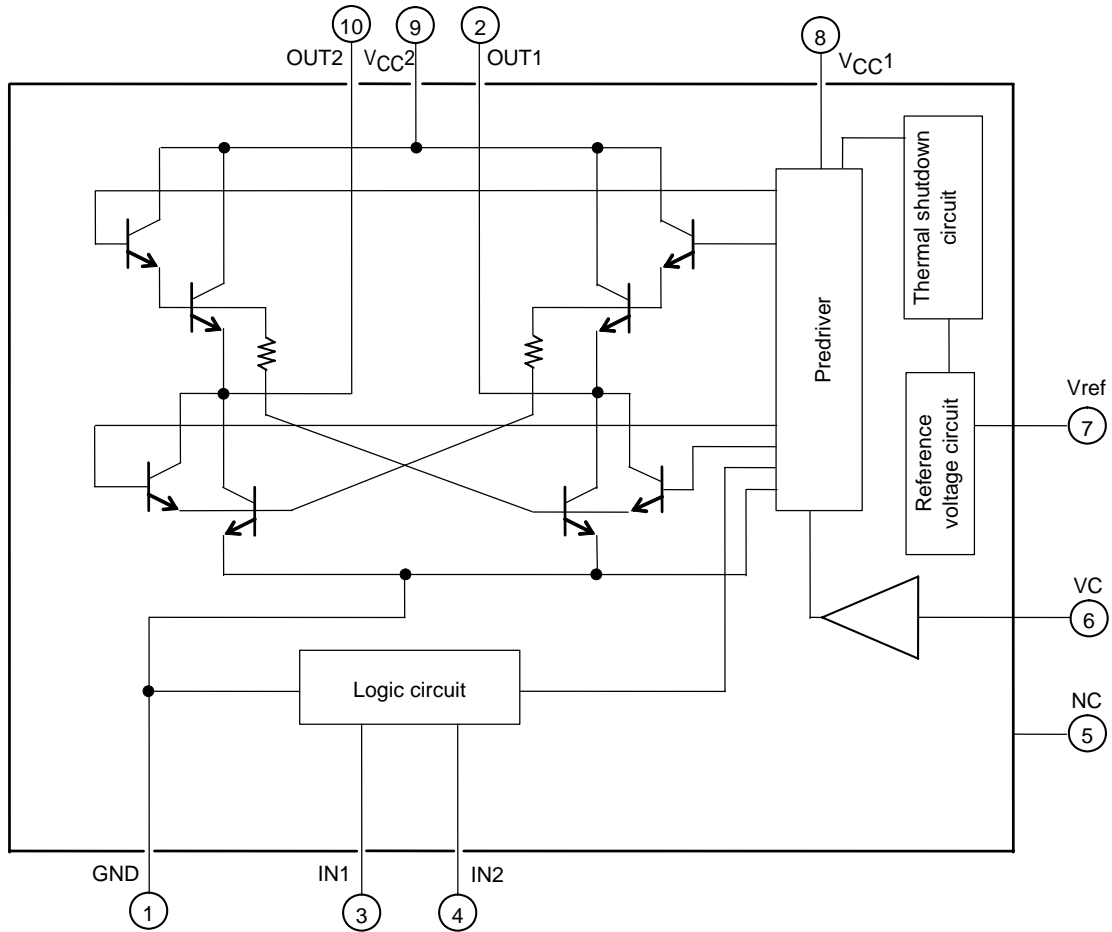 10
9
2
8
OUT2
VCC2
OUT1
VCC1
Thermal shutdown
circuit
Predriver
Reference
voltage circuit
Vref
7
VC
6
NC
5
Logic circuit
GND
IN1
IN2
1
3
4